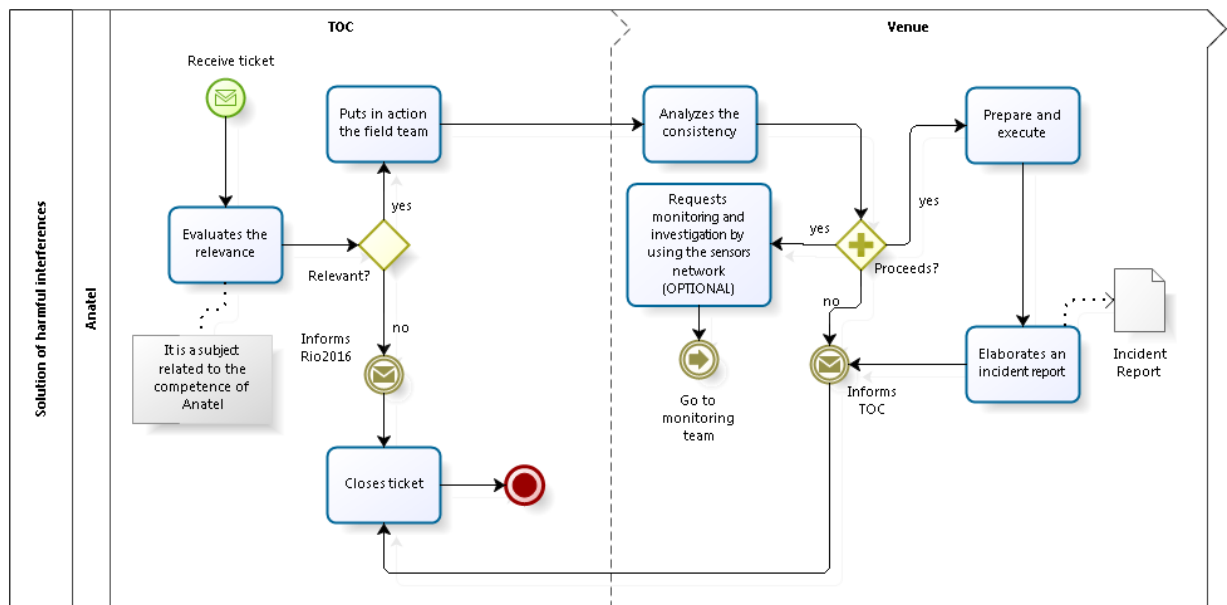 Solution of harmful interferences
Anatel
TOC
Venue
Receive ticket
Puts in action
the field team
Analyzes the
consistency
Prepare and
execute
Evaluates the
relevance
yes
Relevant?
no
Requests
monitoring and
investigation by
using the sensors
network
(OPTIONAL)
yes
yes
Proceeds?
no
It is a subject
related to the
competence of
Anatel
Informs
Rio2016
Go to
monitoring
team
Informs
TOC
Elaborates an
incident report
Incident
Report
Closes ticket